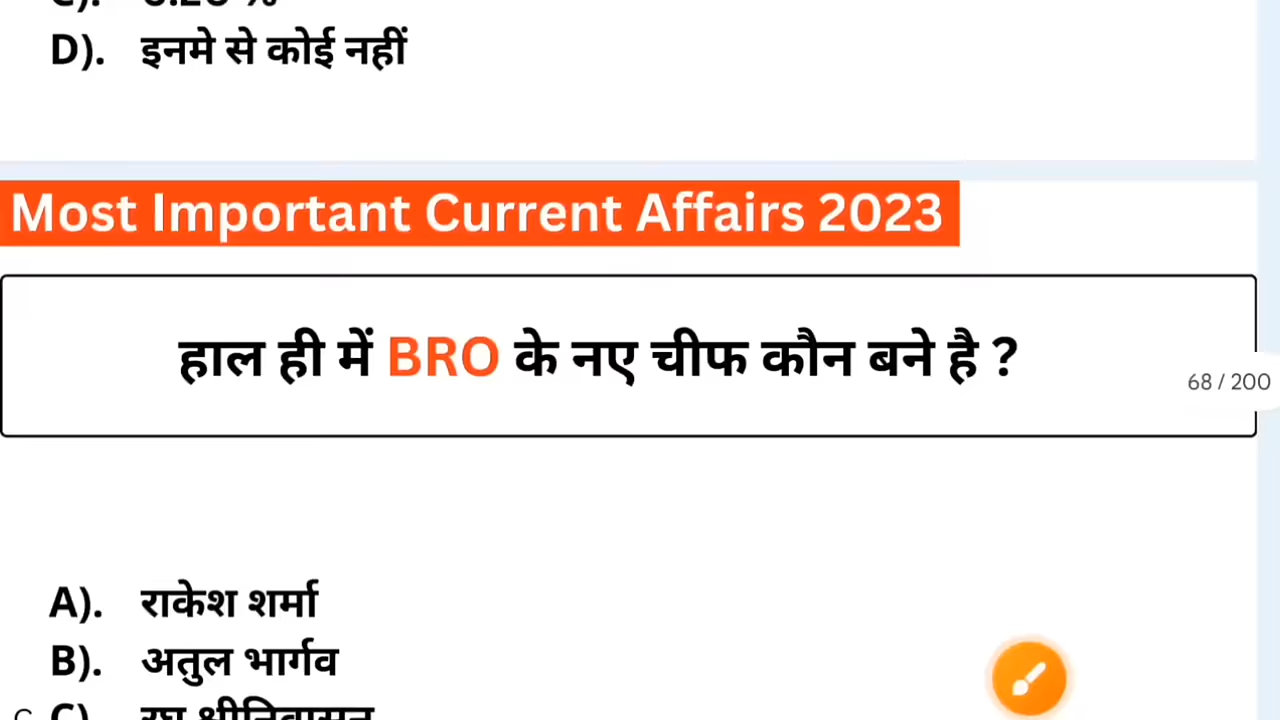 D). इनमे से कोई नहीं
Most Important Current Affairs 2023
हाल ही में BRO के नए चीफ कौन बने है ?
68 / 200
A). राकेश शर्मा
B). अतुल भार्गव
C)